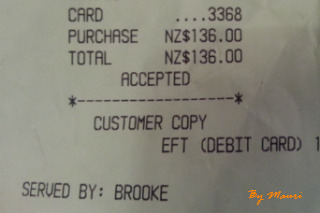 CARD ....3368
PURCHASE NZ$136.00
TOTAL NZ$136.00
ACCEPTED
*--------------------*
CUSTOMER COPY
EFT (DEBIT CARD) 1
SERVED BY: BROOKE
By Mauri